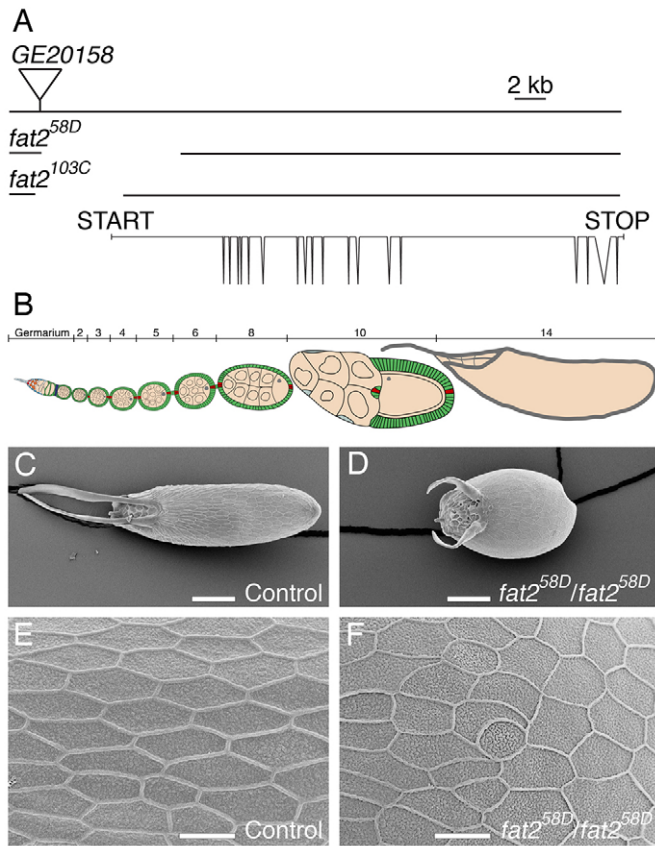 A
GE20158
2 kb
fat2^58D
fat2^103C
START STOP
B
Germarium 2 3 4 5 6 8 10 14
C
Control
D
fat2^58D/fat2^58D
E
Control
F
fat2^58D/fat2^58D